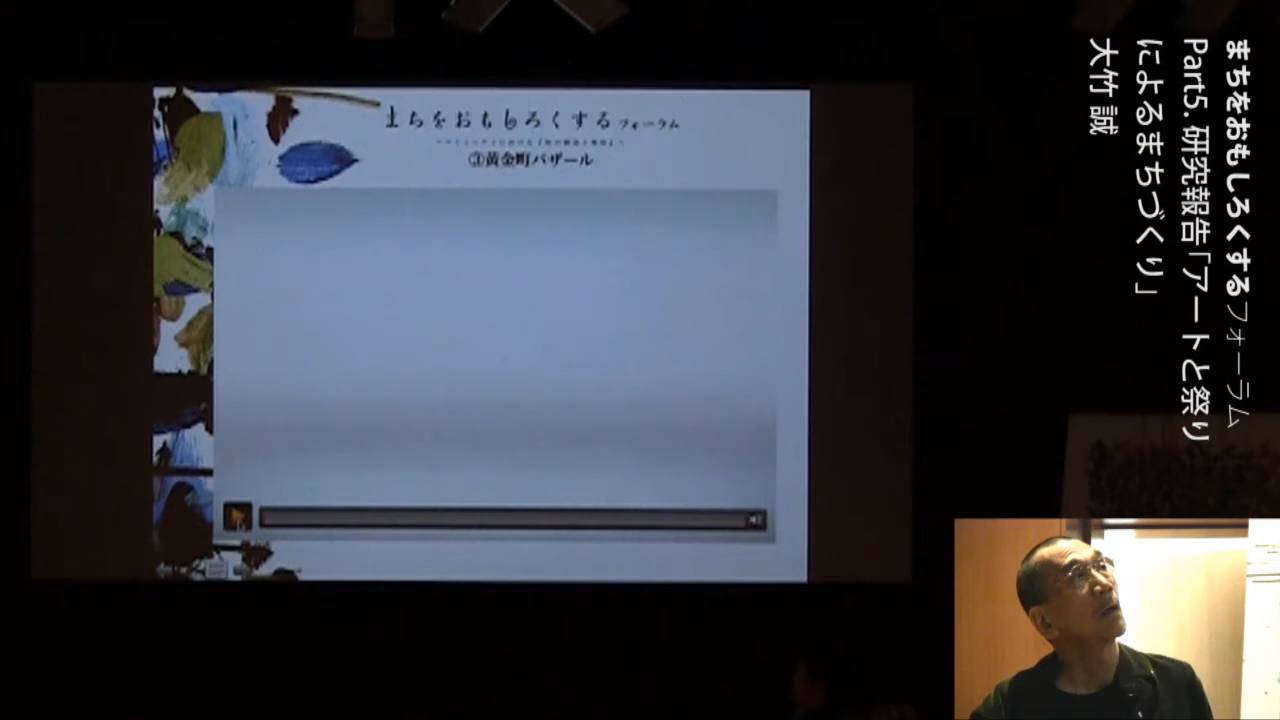 まちをおもしろくするフォーラム
③黄金町バザール
まちをおもしろくするフォーラム
Part5. 研究報告「アートと祭り
によるまちづくり」
大竹 誠